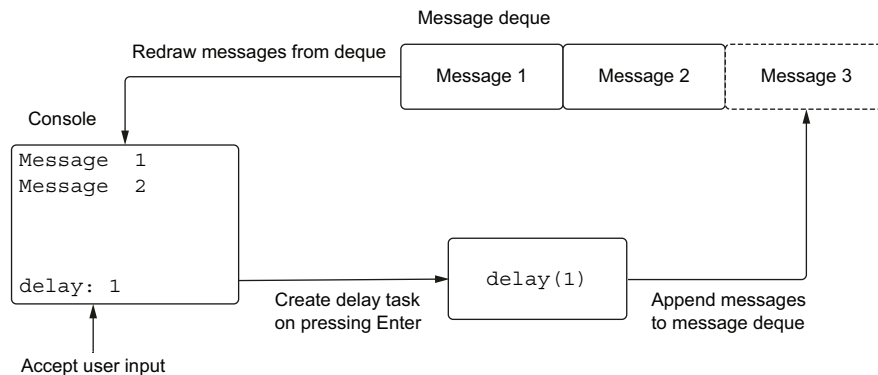 Message deque
Redraw messages from deque
Message 1
Message 2
Message 3
Console
Message 1
Message 2
delay: 1
delay(1)
Create delay task
on pressing Enter
Append messages
to message deque
Accept user input